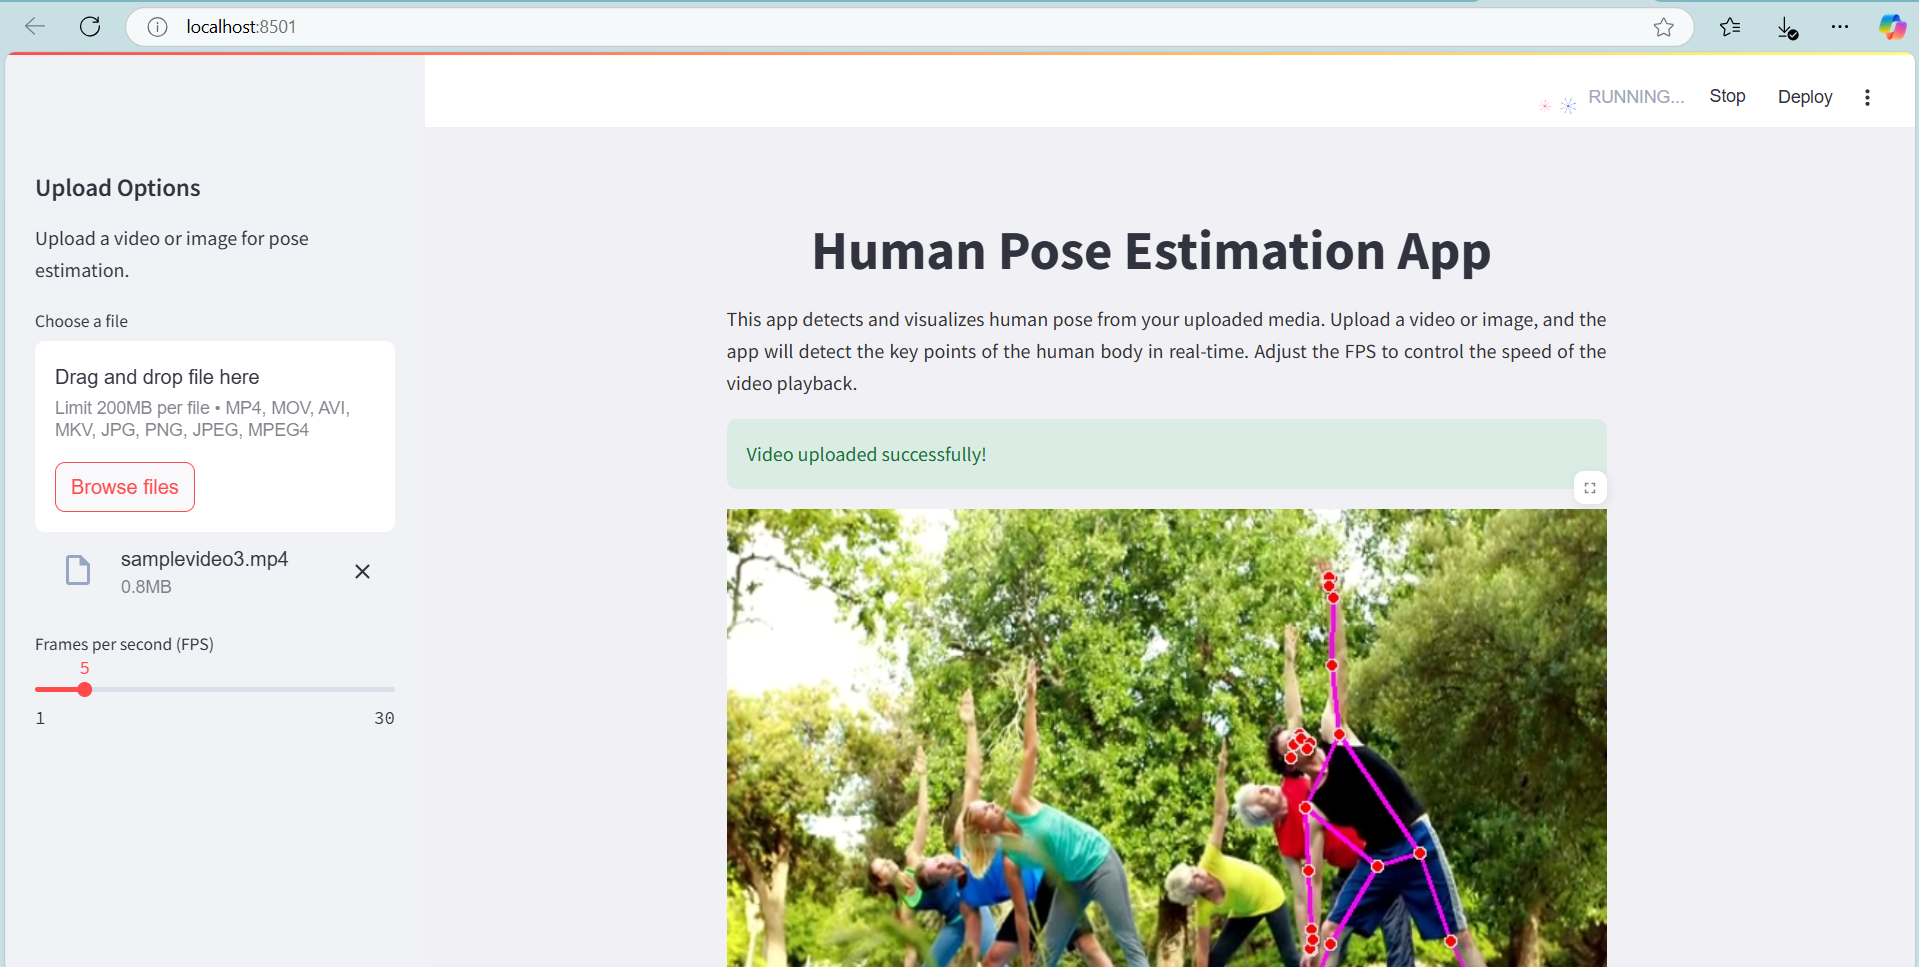 localhost:8501
RUNNING...
Stop
Deploy
Upload Options
Upload a video or image for pose
estimation.
Choose a file
Drag and drop file here
Limit 200MB per file • MP4, MOV, AVI,
MKV, JPG, PNG, JPEG, MPEG4
Browse files
samplevideo3.mp4
0.8MB
Frames per second (FPS)
5
1
30
Human Pose Estimation App
This app detects and visualizes human pose from your uploaded media. Upload a video or image, and the
app will detect the key points of the human body in real-time. Adjust the FPS to control the speed of the
video playback.
Video uploaded successfully!